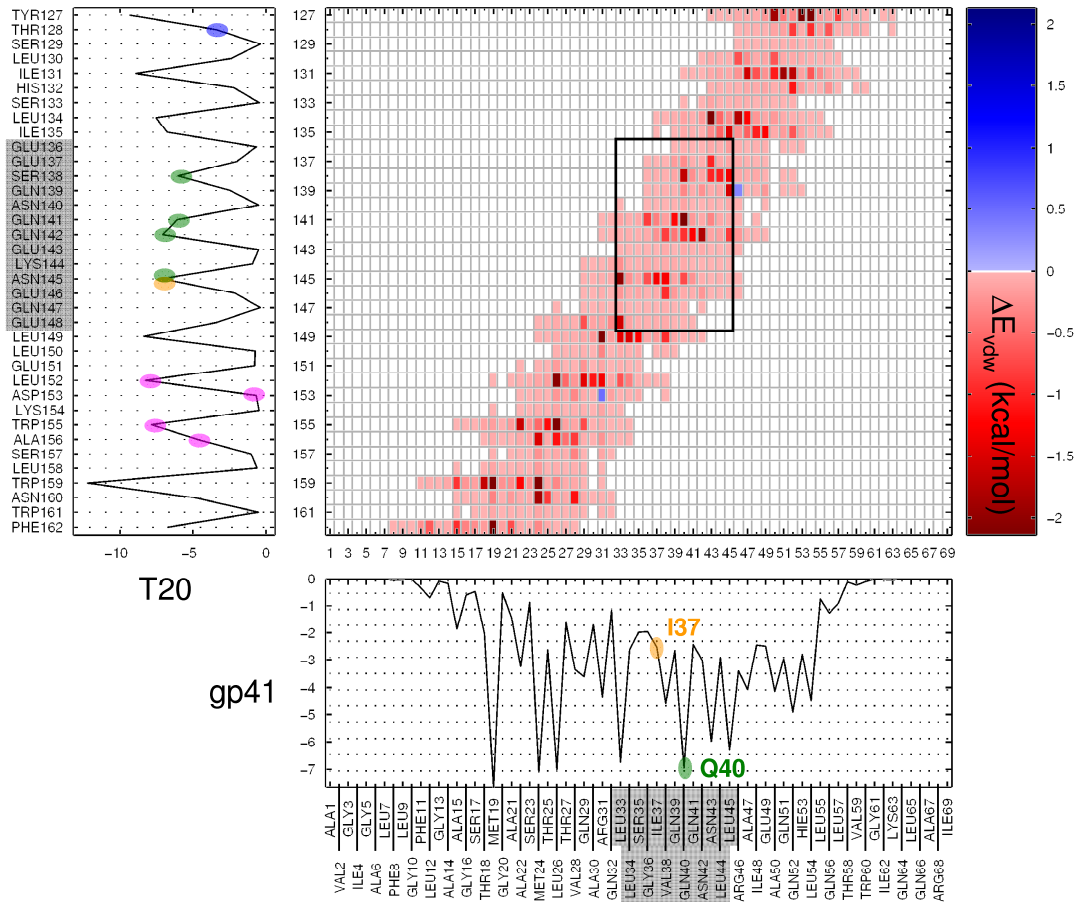 TYR127
THR128
SER129
LEU130
ILE131
HIS132
SER133
LEU134
ILE135
GLU136
GLU137
SER138
GLN139
ASN140
GLN141
GLN142
GLU143
LYS144
ASN145
GLU146
GLN147
GLU148
LEU149
LEU150
GLU151
LEU152
ASP153
LYS154
TRP155
ALA156
SER157
LEU158
TRP159
ASN160
TRP161
PHE162
−10 −5 0
T20
127
129
131
133
135
137
139
141
143
145
147
149
151
153
155
157
159
161
1 3 5 7 9 11 13 15 17 19 21 23 25 27 29 31 33 35 37 39 41 43 45 47 49 51 53 55 57 59 61 63 65 67 69
2
1.5
1
0.5
0
−0.5
−1
−1.5
−2
ΔEvdw (kcal/mol)
gp41
0
−1
−2
−3
−4
−5
−6
−7
I37
Q40
ALA1 GLY3 GLY5 LEU7 LEU9 PHE11 GLY13 ALA15 SER17 MET19 ALA21 SER23 THR25 THR27 GLN29 ARG31 LEU33 SER35 ILE37 GLN39 GLN41 ASN43 LEU45 ALA47 GLU49 GLN51 HIE53 LEU55 LEU57 VAL59 GLY61 LYS63 LEU65 ALA67 ILE69
VAL2 ILE4 ALA6 PHE8 GLY10 LEU12 ALA14 GLY16 THR18 GLY20 ALA22 MET24 LEU26 VAL28 ALA30 GLN32 LEU34 GLY36 VAL38 GLN40 ASN42 LEU44 ARG46 ILE48 ALA50 GLN52 LEU54 GLN56 THR58 TRP60 ILE62 GLN64 GLN66 ARG68